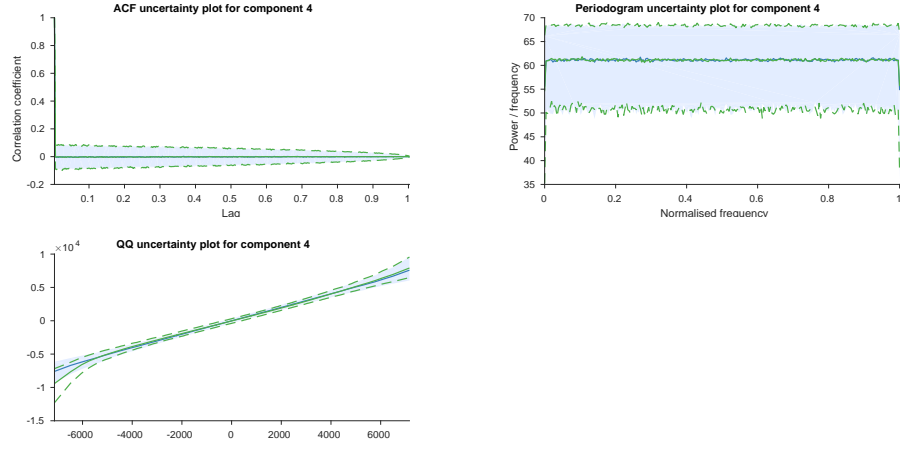 ACF uncertainty plot for component 4
1
0.8
0.6
0.4
0.2
0
-0.2
Correlation coefficient
0.1 0.2 0.3 0.4 0.5 0.6 0.7 0.8 0.9 1
Lag
Periodogram uncertainty plot for component 4
70
65
60
55
50
45
40
35
Power / frequency
0 0.2 0.4 0.6 0.8 1
Normalised frequency
QQ uncertainty plot for component 4
×10 4
1
0.5
0
-0.5
-1
-1.5
-6000 -4000 -2000 0 2000 4000 6000